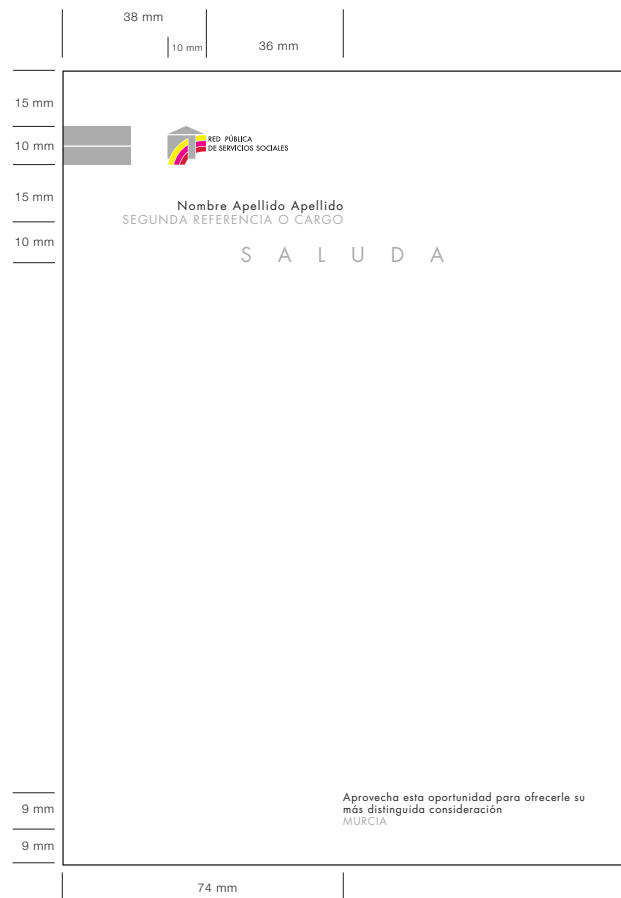 38 mm
10 mm
36 mm
15 mm
10 mm
RED PÚBLICA
DE SERVICIOS SOCIALES
15 mm
Nombre Apellido Apellido
SEGUNDA REFERENCIA O CARGO
10 mm
S A L U D A
9 mm
Aprovecha esta oportunidad para ofrecerle su
más distinguida consideración
MURCIA
9 mm
74 mm